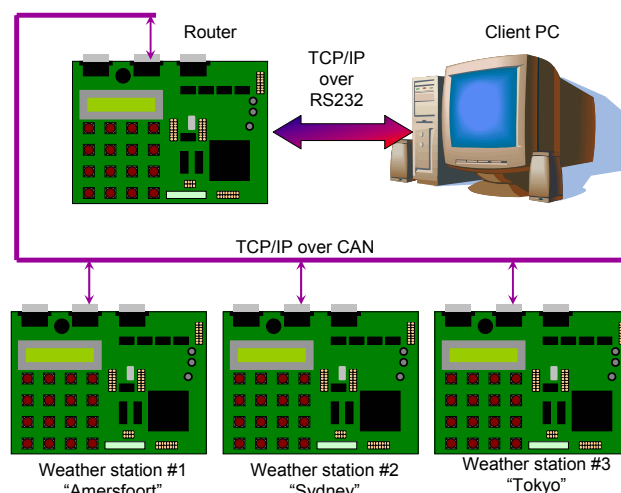 Router
Client PC
TCP/IP
over
RS232
TCP/IP over CAN
Weather station #1
“Amersfoort”
Weather station #2
“Sydney”
Weather station #3
“Tokyo”